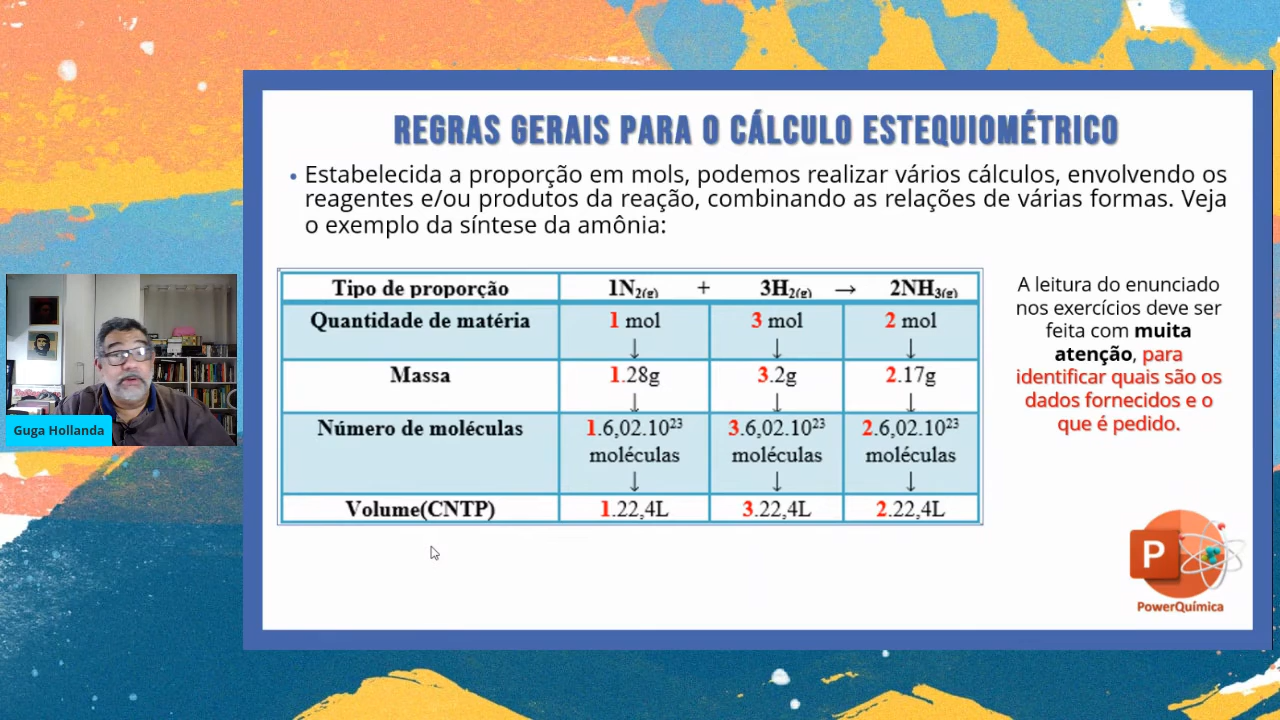 REGRAS GERAIS PARA O CÁLCULO ESTEQUIOMÉTRICO
• Estabelecida a proporção em mols, podemos realizar vários cálculos, envolvendo os
reagentes e/ou produtos da reação, combinando as relações de várias formas. Veja
o exemplo da síntese da amônia:
Tipo de proporção 1N₂₍g₎ + 3H₂₍g₎ → 2NH₃₍g₎
Quantidade de matéria 1 mol 3 mol 2 mol
↓ ↓ ↓
Massa 1.28g 3.2g 2.17g
↓ ↓ ↓
Número de moléculas 1.6,02.10²³ 3.6,02.10²³ 2.6,02.10²³
moléculas moléculas moléculas
↓ ↓ ↓
Volume(CNTP) 1.22,4L 3.22,4L 2.22,4L
A leitura do enunciado
nos exercícios deve ser
feita com muita
atenção, para
identificar quais são os
dados fornecidos e o
que é pedido.
Guga Hollanda
P
PowerQuímica